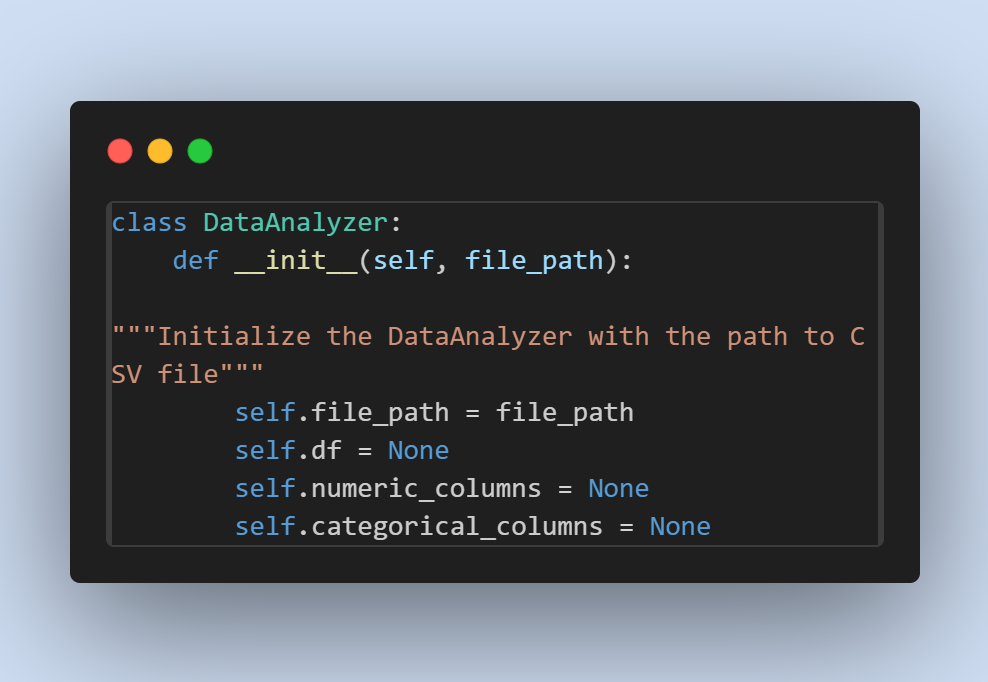 class DataAnalyzer:
    def __init__(self, file_path):

"""Initialize the DataAnalyzer with the path to C
SV file"""
        self.file_path = file_path
        self.df = None
        self.numeric_columns = None
        self.categorical_columns = None